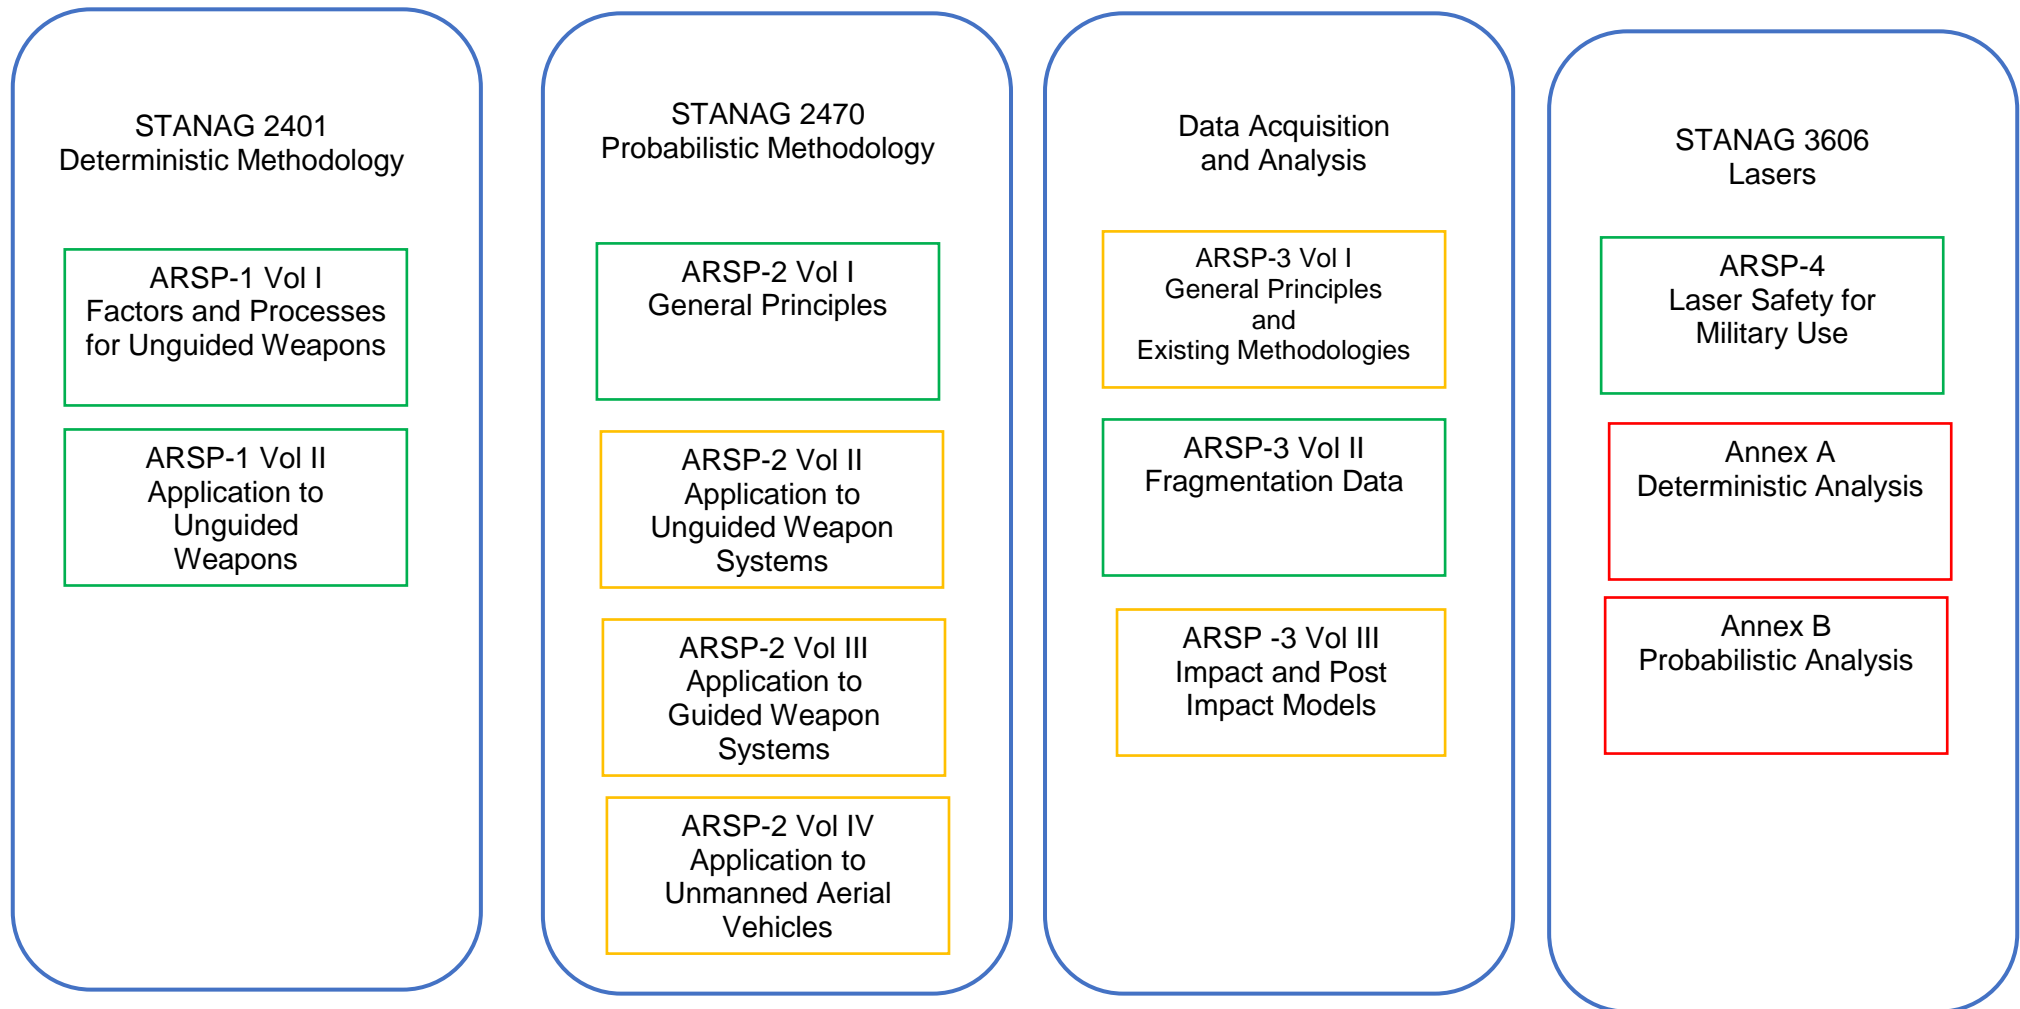 STANAG 2401
Deterministic Methodology
ARSP-1 Vol I
Factors and Processes
for Unguided Weapons
ARSP-1 Vol II
Application to
Unguided
Weapons
STANAG 2470
Probabilistic Methodology
ARSP-2 Vol I
General Principles
ARSP-2 Vol II
Application to
Unguided Weapon
Systems
ARSP-2 Vol III
Application to
Guided Weapon
Systems
ARSP-2 Vol IV
Application to
Unmanned Aerial
Vehicles
Data Acquisition
and Analysis
ARSP-3 Vol I
General Principles
and
Existing Methodologies
ARSP-3 Vol II
Fragmentation Data
ARSP -3 Vol III
Impact and Post
Impact Models
STANAG 3606
Lasers
ARSP-4
Laser Safety for
Military Use
Annex A
Deterministic Analysis
Annex B
Probabilistic Analysis